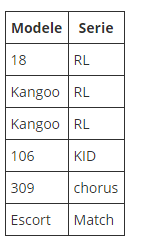 Modele Serie
18 RL
Kangoo RL
Kangoo RL
106 KID
309 chorus
Escort Match